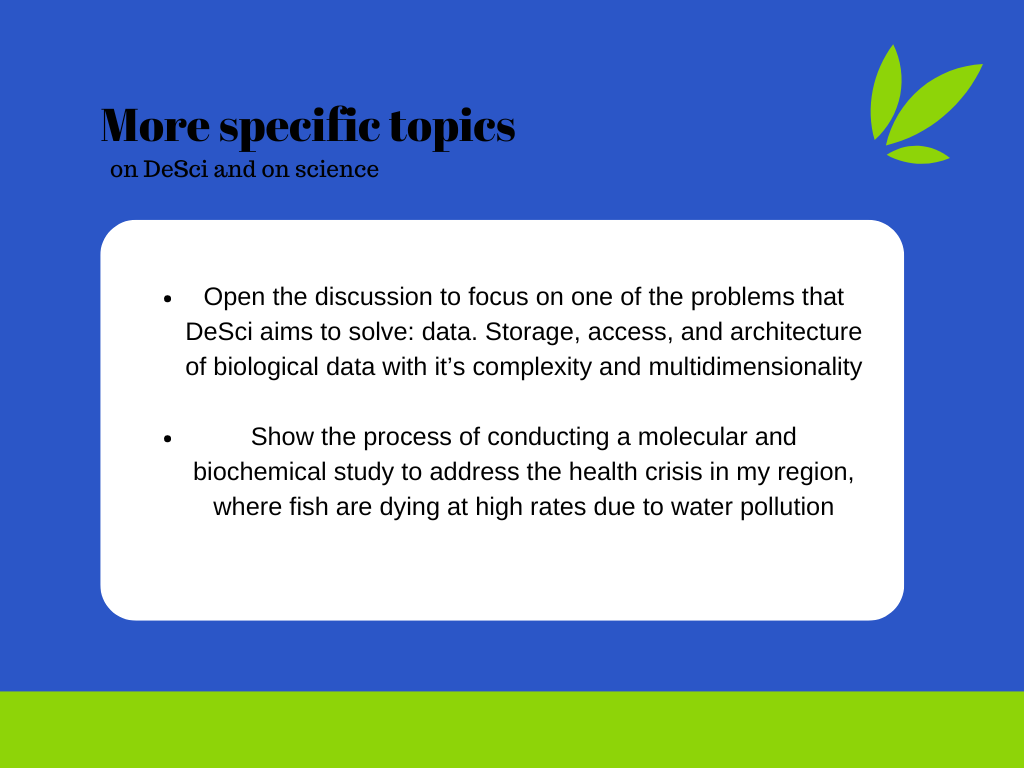 More specific topics
on DeSci and on science
• Open the discussion to focus on one of the problems that
DeSci aims to solve: data. Storage, access, and architecture
of biological data with it’s complexity and multidimensionality
• Show the process of conducting a molecular and
biochemical study to address the health crisis in my region,
where fish are dying at high rates due to water pollution